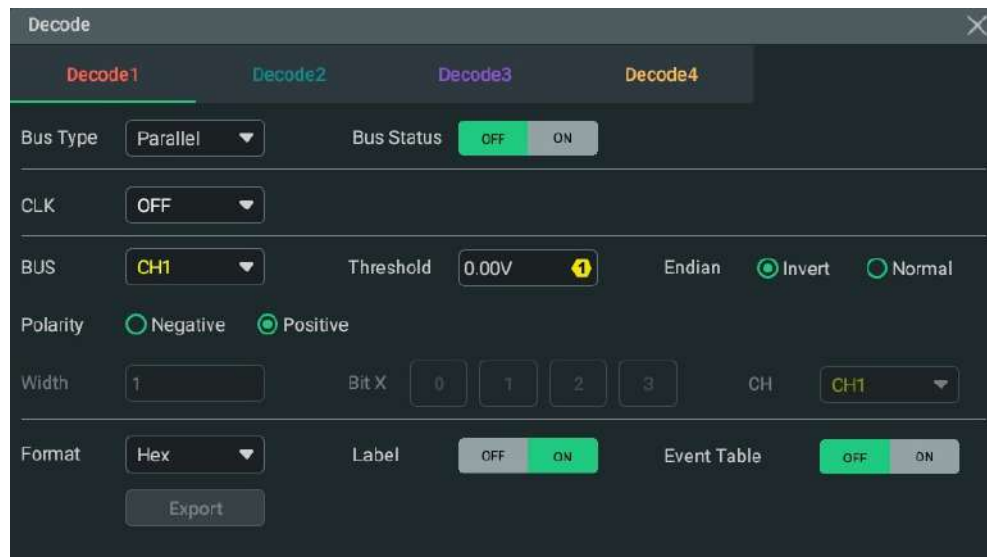 Decode
Decode1 Decode2 Decode3 Decode4
Bus Type Parallel Bus Status OFF ON
CLK OFF
BUS CH1 Threshold 0.00V 1 Endian Invert Normal
Polarity Negative Positive
Width 1 Bit X 0 1 2 3 CH CH1
Format Hex Label OFF ON Event Table OFF ON
Export